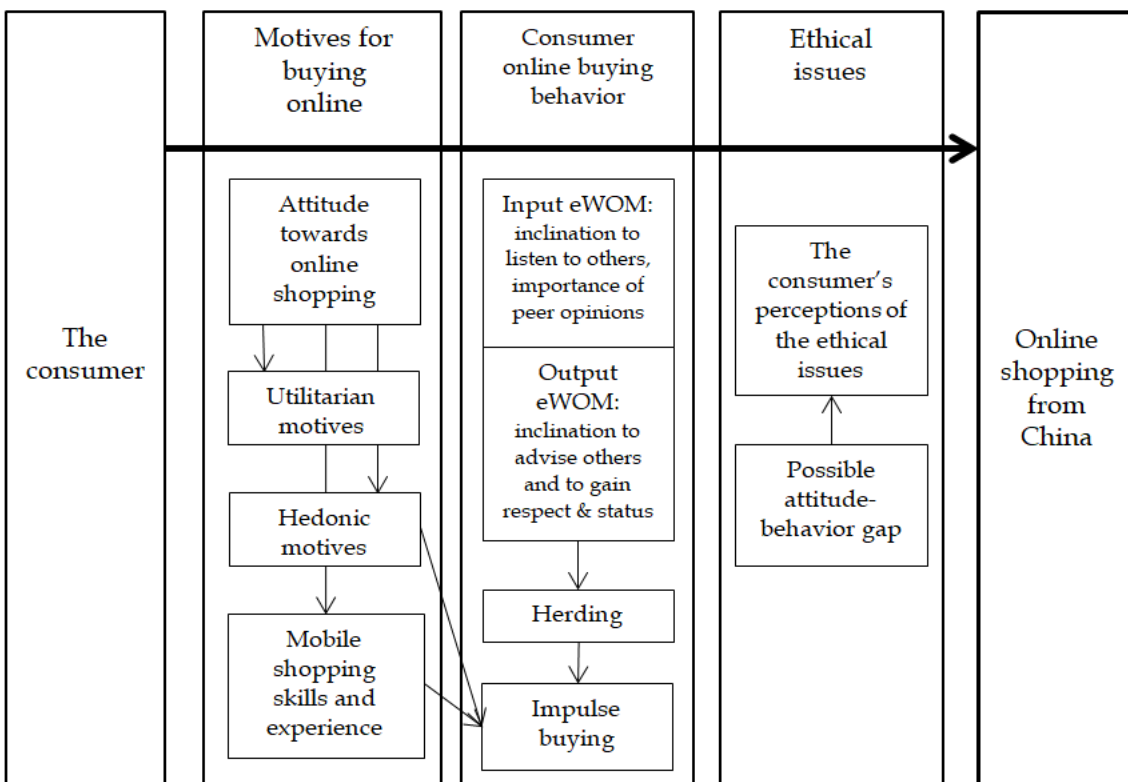 The
consumer
Motives for
buying
online
Attitude
towards
online
shopping
Utilitarian
motives
Hedonic
motives
Mobile
shopping
skills and
experience
Consumer
online buying
behavior
Input eWOM:
inclination to
listen to others,
importance of
peer opinions
Output
eWOM:
inclination to
advise others
and to gain
respect & status
Herding
Impulse
buying
Ethical
issues
The
consumer’s
perceptions of
the ethical
issues
Possible
attitude-
behavior gap
Online
shopping
from
China